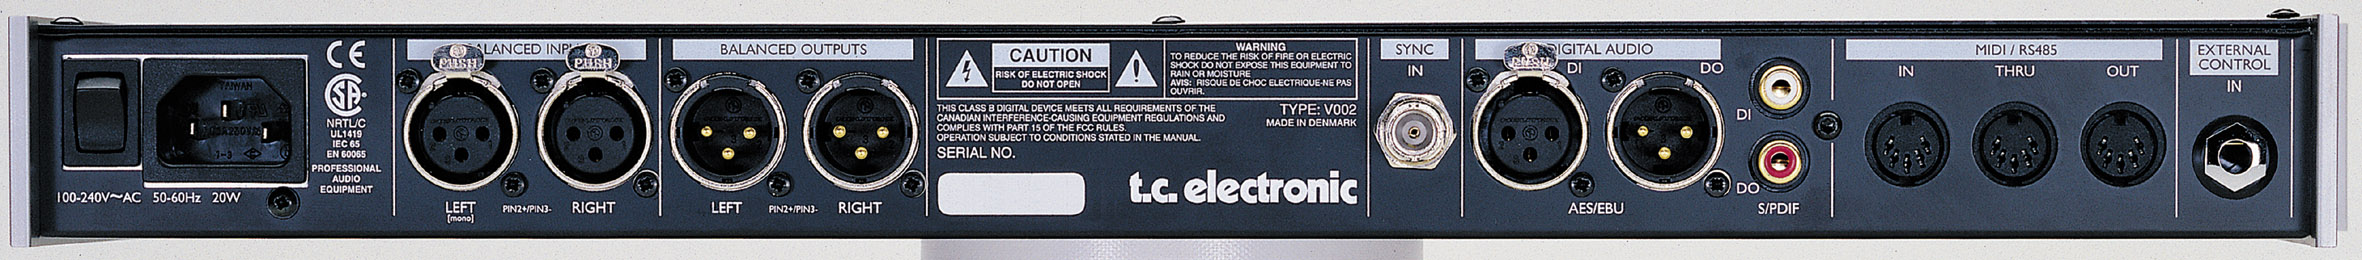 CE
SA
NRTL/C
UL1419
IEC 65
EN 60065
PROFESSIONAL
AUDIO
EQUIPMENT
100-240V~AC 50-60Hz 20W
TAIWAN
BALANCED INPUTS
PUSH PUSH
LEFT
[mono]
PIN2+/PIN3-
RIGHT
BALANCED OUTPUTS
LEFT PIN2+/PIN3- RIGHT
CAUTION
RISK OF ELECTRIC SHOCK
DO NOT OPEN
WARNING
TO REDUCE THE RISK OF FIRE OR ELECTRIC
SHOCK DO NOT EXPOSE THIS EQUIPMENT TO
RAIN OR MOISTURE
AVIS: RISQUE DE CHOC ELECTRIQUE-NE PAS
OUVRIR.
THIS CLASS B DIGITAL DEVICE MEETS ALL REQUIREMENTS OF THE
CANADIAN INTERFERENCE-CAUSING EQUIPMENT REGULATIONS AND
COMPLIES WITH PART 15 OF THE FCC RULES.
OPERATION SUBJECT TO CONDITIONS STATED IN THE MANUAL.
TYPE: V002
MADE IN DENMARK
SERIAL NO.
t.c. electronic
SYNC
IN
DIGITAL AUDIO
PUSH
DI DO
AES/EBU
DI
DO
S/PDIF
MIDI / RS485
IN THRU OUT
EXTERNAL
CONTROL
IN